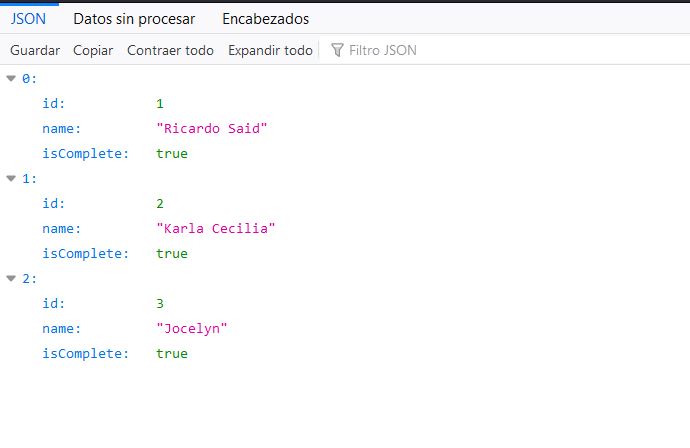 JSON Datos sin procesar Encabezados
Guardar Copiar Contraer todo Expandir todo Filtro JSON
0:
id: 1
name: "Ricardo Said"
isComplete: true
1:
id: 2
name: "Karla Cecilia"
isComplete: true
2:
id: 3
name: "Jocelyn"
isComplete: true